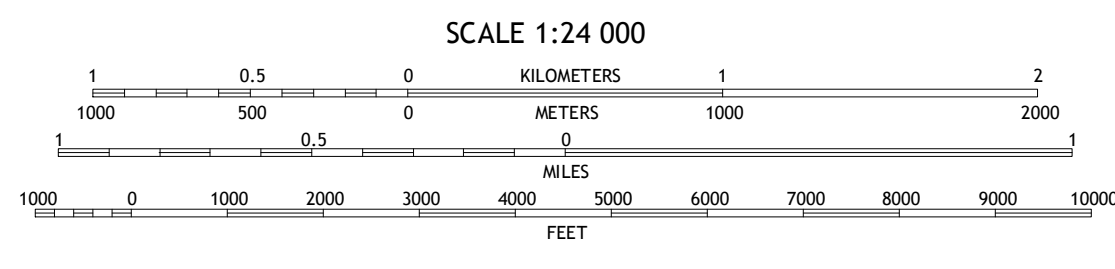 SCALE 1:24 000
1 0.5 0 KILOMETERS 1 2
1000 500 0 METERS 1000 2000
1 0.5 0 1
MILES
1000 0 1000 2000 3000 4000 5000 6000 7000 8000 9000 10000
FEET